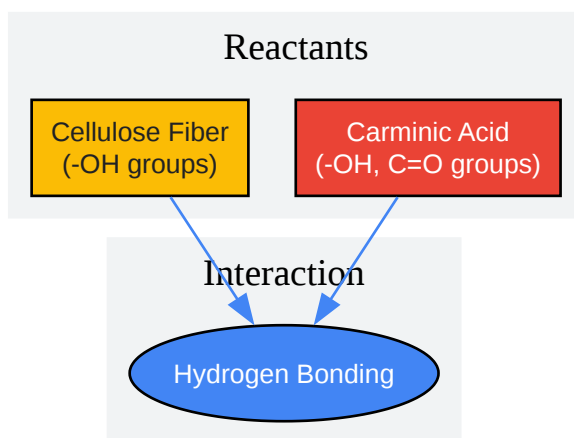 Reactants
Cellulose Fiber
(-OH groups)
Carminic Acid
(-OH, C=O groups)
Interaction
Hydrogen Bonding